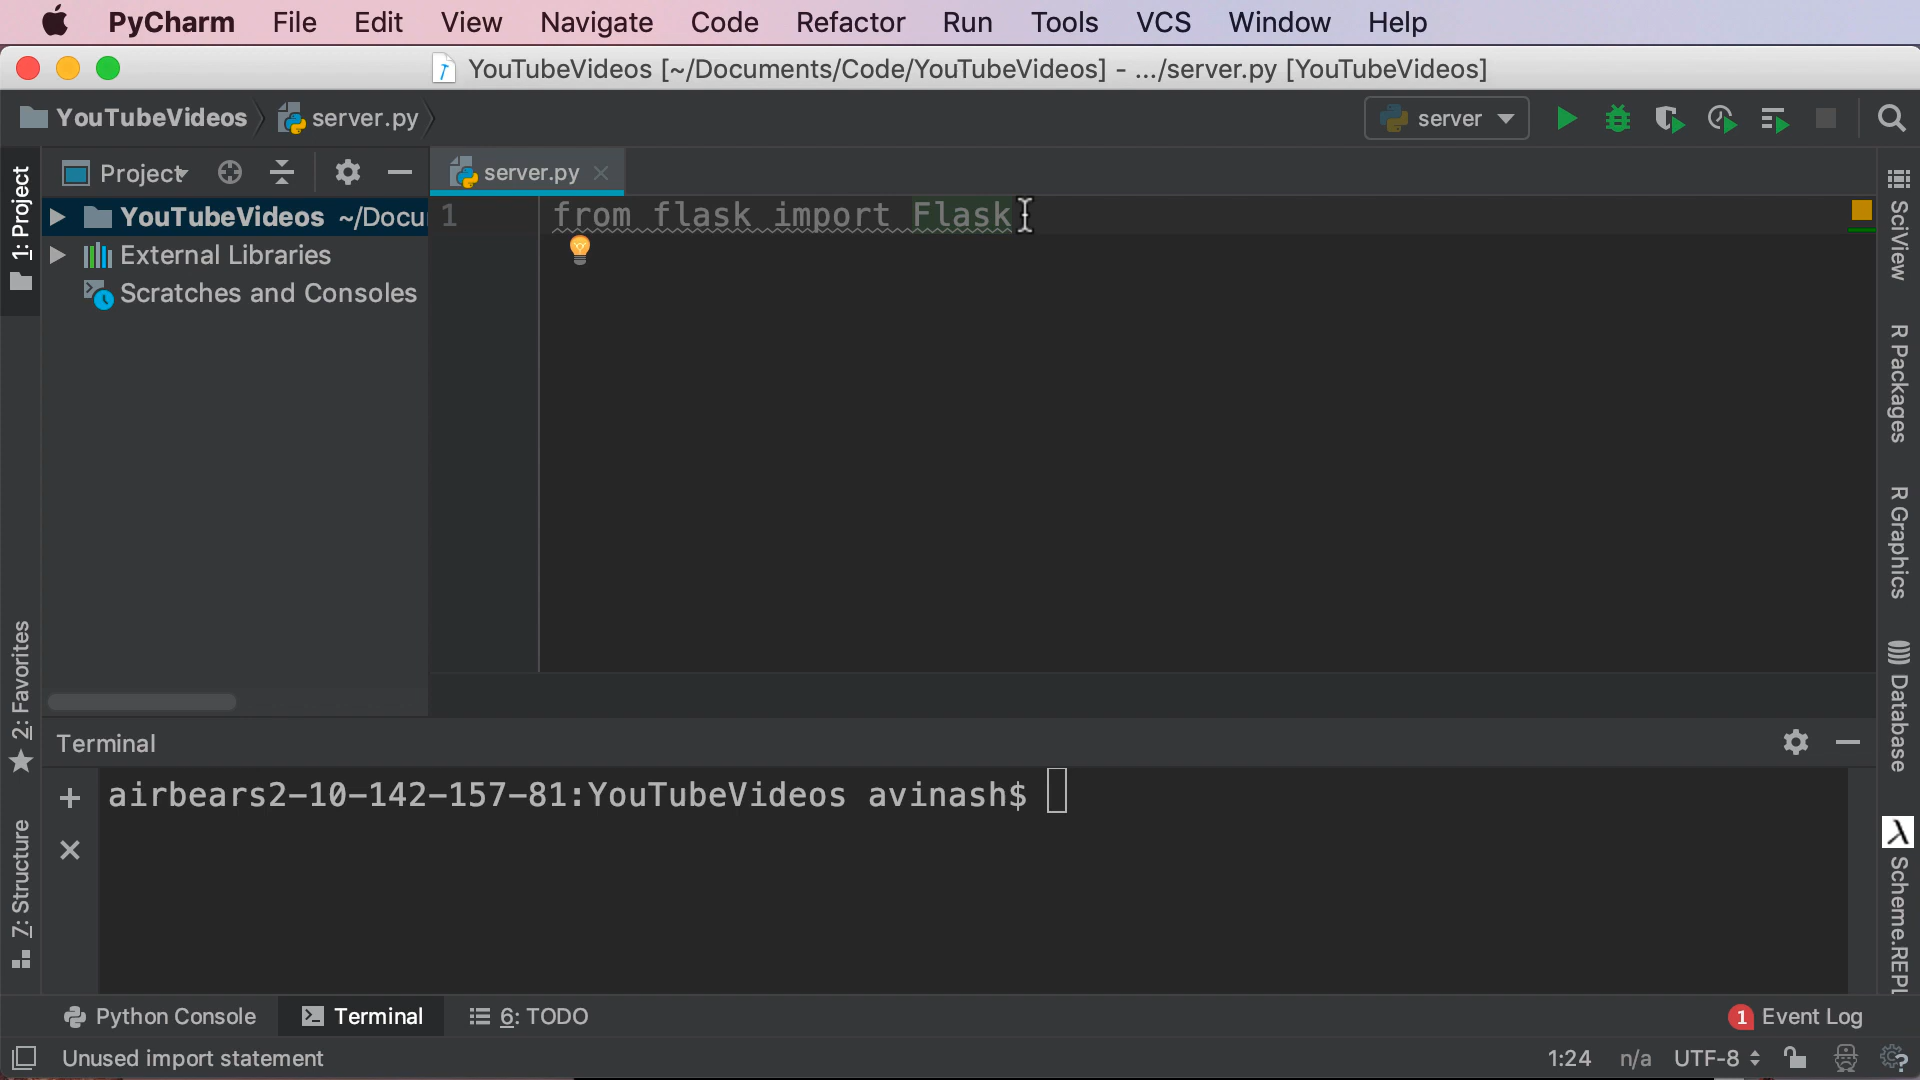 PyCharm File Edit View Navigate Code Refactor Run Tools VCS Window Help
YouTubeVideos [~/Documents/Code/YouTubeVideos] - .../server.py [YouTubeVideos]
YouTubeVideos server.py server
1: Project
Project
server.py
YouTubeVideos ~/Docu
External Libraries
Scratches and Consoles
1 from flask import Flask
SciView
R Packages
R Graphics
Database
Scheme.REPL
2: Favorites
7: Structure
Terminal
airbears2-10-142-157-81:YouTubeVideos avinash$
Python Console Terminal 6: TODO 1 Event Log
Unused import statement 1:24 n/a UTF-8